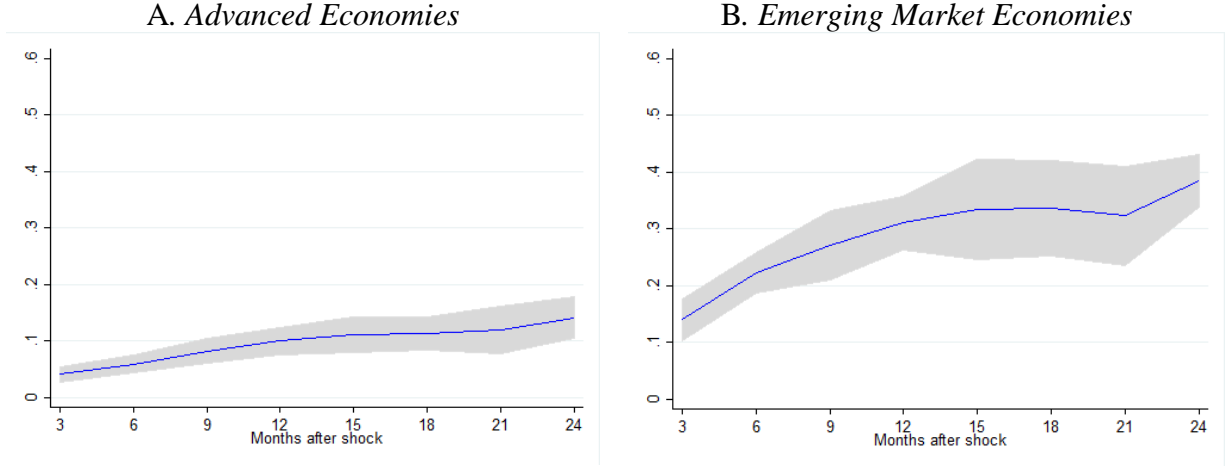 A. Advanced Economies
.6
.5
.4
.3
.2
.1
0
3 6 9 12 15 18 21 24
Months after shock
B. Emerging Market Economies
.6
.5
.4
.3
.2
.1
0
3 6 9 12 15 18 21 24
Months after shock